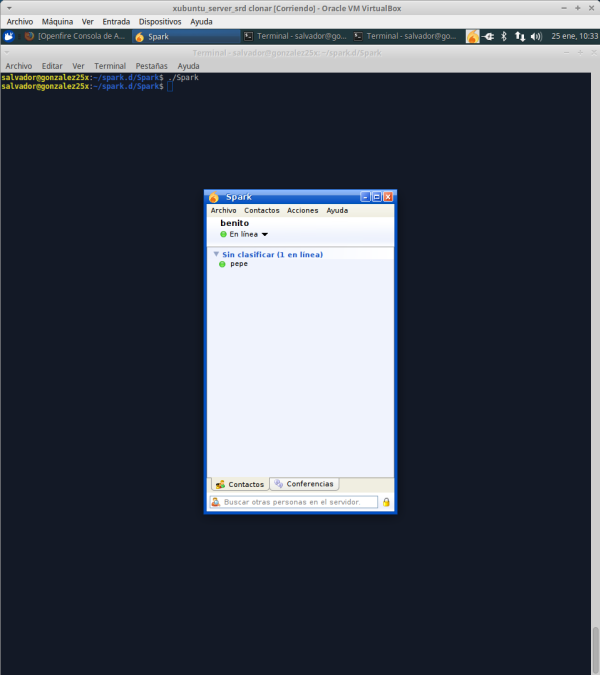 xubuntu_server_srd clonar [Corriendo] - Oracle VM VirtualBox
Archivo Máquina Ver Entrada Dispositivos Ayuda
[Openfire Consola de A... Spark Terminal - salvador@go... Terminal - salvador@go... 25 ene, 10:33
Terminal - salvador@gonzalez25x: ~/spark.d/Spark
Archivo Editar Ver Terminal Pestañas Ayuda
salvador@gonzalez25x:~/spark.d/Spark$ ./Spark
salvador@gonzalez25x:~/spark.d/Spark$
Spark
Archivo Contactos Acciones Ayuda
benito
En línea
Sin clasificar (1 en línea)
pepe
Contactos Conferencias
Buscar otras personas en el servidor.